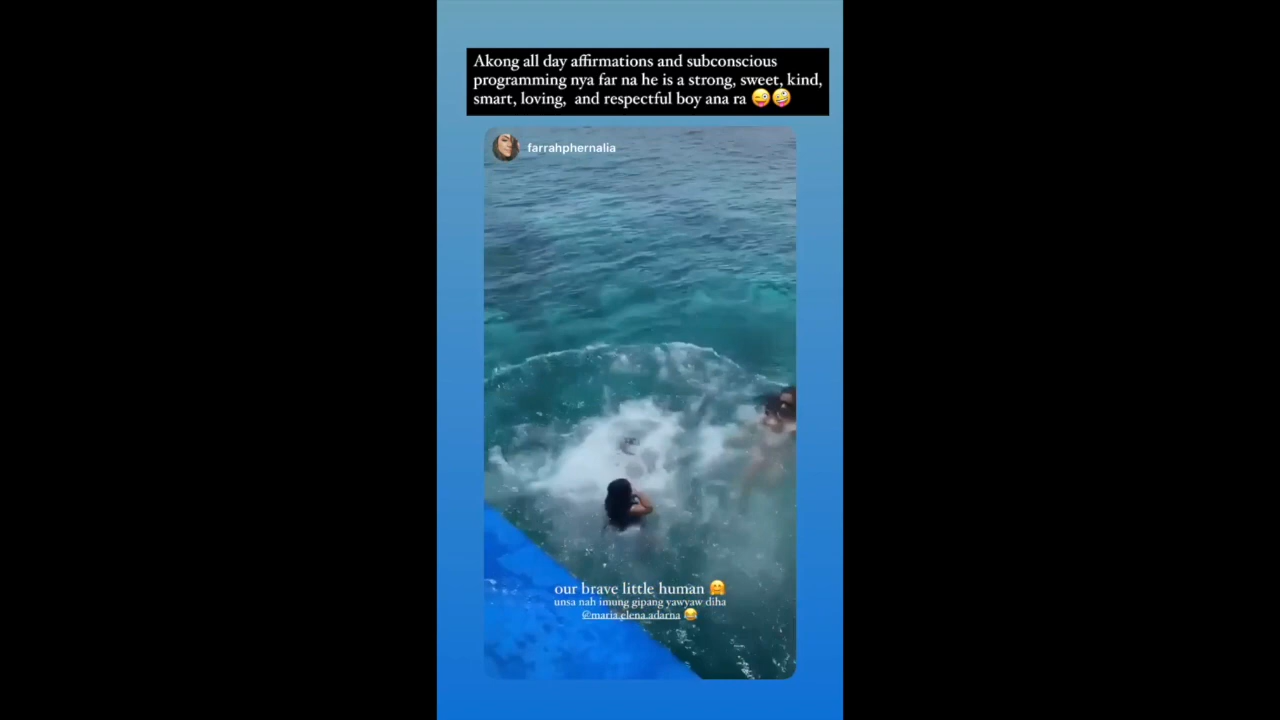 Akong all day affirmations and subconscious
programming nya far na he is a strong, sweet, kind,
smart, loving, and respectful boy ana ra 😜🤪
farrahphernalia
our brave little human 🤗
unsa nah imung gipang yawyaw diha
@maria.elena.adarna 😂